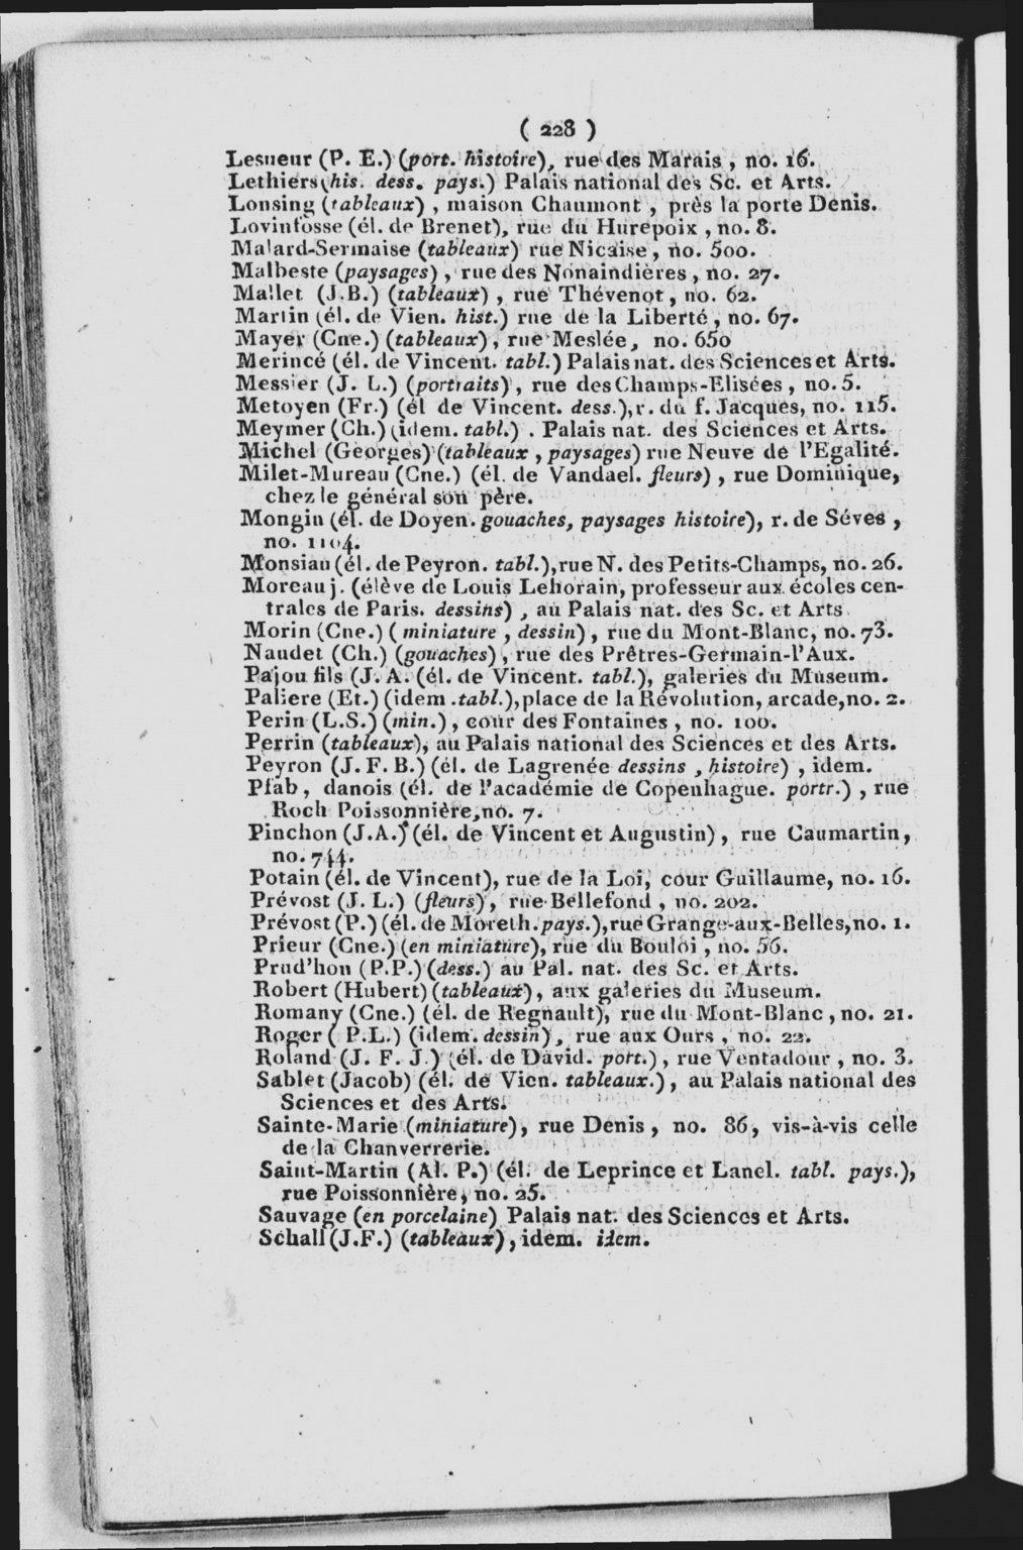 ( 228 )
Lesueur (P. E.) (port. histoire), rue des Marais, no. 16.
Lethiers (his. dess. pays.) Palais national des Sc. et Arts.
Lonsing (tableaux), maison Chaumont, près la porte Denis.
Lovinfosse (él. de Brenet), rue du Hurepoix, no. 8.
Malard-Sermaise (tableaux) rue Nicaise, no. 500.
Malbeste (paysages), rue des Nonaindières, no. 27.
Mallet (J.B.) (tableaux), rue Thévenot, no. 62.
Martin (él. de Vien. hist.) rue de la Liberté, no. 67.
Mayer (Cne.) (tableaux), rue Meslée, no. 650
Merincé (él. de Vincent. tabl.) Palais nat. des Sciences et Arts.
Messier (J. L.) (portraits), rue des Champs-Elisées, no. 5.
Metoyen (Fr.) (él de Vincent. dess.), r. du f. Jacques, no. 115.
Meymer (Ch.) (idem. tabl.). Palais nat. des Sciences et Arts.
Michel (Georges) (tableaux, paysages) rue Neuve de l'Egalité.
Milet-Mureau (Cne.) (él. de Vandael. fleurs), rue Dominique,
chez le général son père.
Mongin (él. de Doyen. gouaches, paysages histoire), r. de Séves,
no. 1104.
Monsiau (él. de Peyron. tabl.), rue N. des Petits-Champs, no. 26.
Moreau j. (élève de Louis Lehorain, professeur aux écoles cen-
trales de Paris. dessins), au Palais nat. des Sc. et Arts
Morin (Cne.) (miniature, dessin), rue du Mont-Blanc, no. 73.
Naudet (Ch.) (gouaches), rue des Prêtres-Germain-l'Aux.
Pajou fils (J. A. (él. de Vincent. tabl.), galeries du Museum.
Paliere (Et.) (idem. tabl.), place de la Révolution, arcade, no. 2.
Perin (L.S.) (min.), cour des Fontaines, no. 100.
Perrin (tableaux), au Palais national des Sciences et des Arts.
Peyron (J. F. B.) (él. de Lagrenée dessins, histoire), idem.
Pfab, danois (él. de l'académie de Copenhague. portr.), rue
Roch Poissonnière, no. 7.
Pinchon (J.A.) (él. de Vincent et Augustin), rue Caumartin,
no. 744.
Potain (él. de Vincent), rue de la Loi, cour Guillaume, no. 16.
Prévost (J. L.) (fleurs), rue Bellefond, no. 202.
Prévost (P.) (él. de Moreth. pays.), rue Grange-aux-Belles, no. 1.
Prieur (Cne.) (en miniature), rue du Bouloi, no. 56.
Prud'hon (P.P.) (dess.) au Pal. nat. des Sc. et Arts.
Robert (Hubert) (tableaux), aux galeries du Museum.
Romany (Cne.) (él. de Regnault), rue du Mont-Blanc, no. 21.
Roger (P.L.) (idem. dessin), rue aux Ours, no. 22.
Roland (J. F. J.) (él. de David. port.), rue Ventadour, no. 3.
Sablet (Jacob) (él. de Vien. tableaux.), au Palais national des
Sciences et des Arts.
Sainte-Marie (miniature), rue Denis, no. 86, vis-à-vis celle
de la Chanverrerie.
Saint-Martin (Al. P.) (él. de Leprince et Lancl. tabl. pays.),
rue Poissonnière, no. 25.
Sauvage (en porcelaine) Palais nat. des Sciences et Arts.
Schall (J.F.) (tableaux), idem. idem.